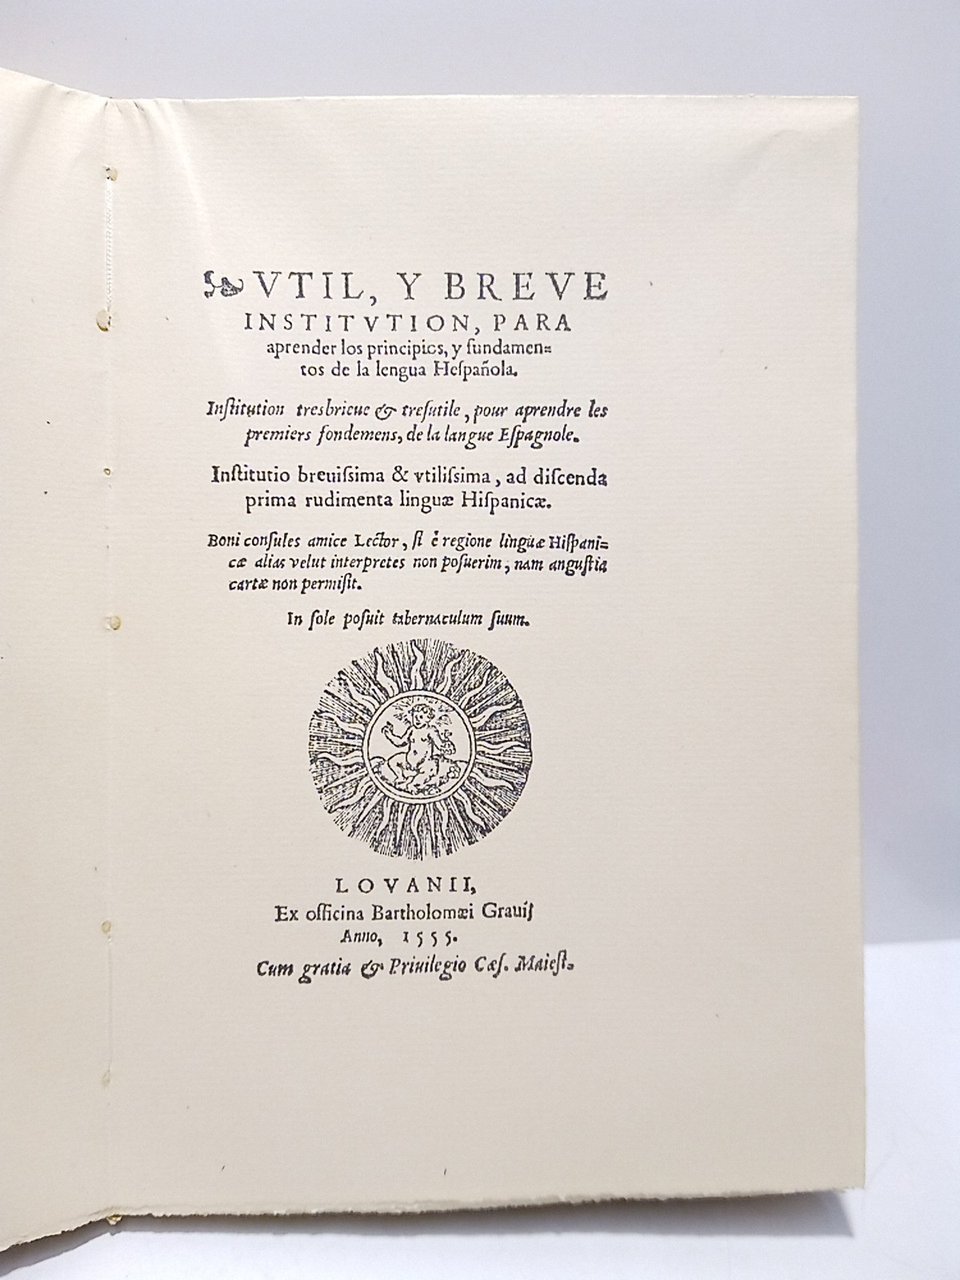 VTIL, Y BREVE
INSTITVTION, PARA
aprender los principios, y fundamen⸗
tos de la lengua Heſpañola.
Inſtitution tresbrieue & treſutile, pour aprendre les
premiers fondemens, de la langue Eſpagnole.
Inſtitutio breuiſsima & vtiliſsima, ad diſcenda
prima rudimenta linguæ Hiſpanicæ.
Boni conſules amice Lector, ſi è regione linguæ Hiſpani⸗
cæ alias velut interpretes non poſuerim, nam anguſtia
cartæ non permiſit.
In ſole poſuit tabernaculum ſuum.
LOVANII,
Ex officina Bartholomæi Grauij
Anno, 1555.
Cum gratia & Priuilegio Cæſ. Maieſt.